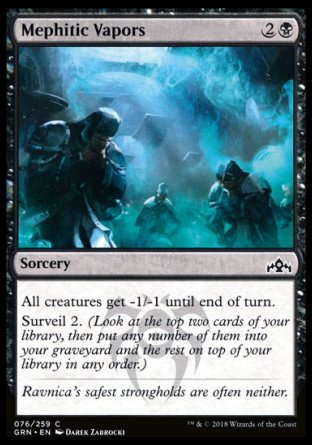 Mephitic Vapors 2
Sorcery
All creatures get -1/-1 until end of turn.
Surveil 2. (Look at the top two cards of your
library, then put any number of them into
your graveyard and the rest on top of your
library in any order.)
Ravnica's safest strongholds are often neither.
076/259 C
GRN • EN DAREK ZABROCKI
™ & © 2018 Wizards of the Coast